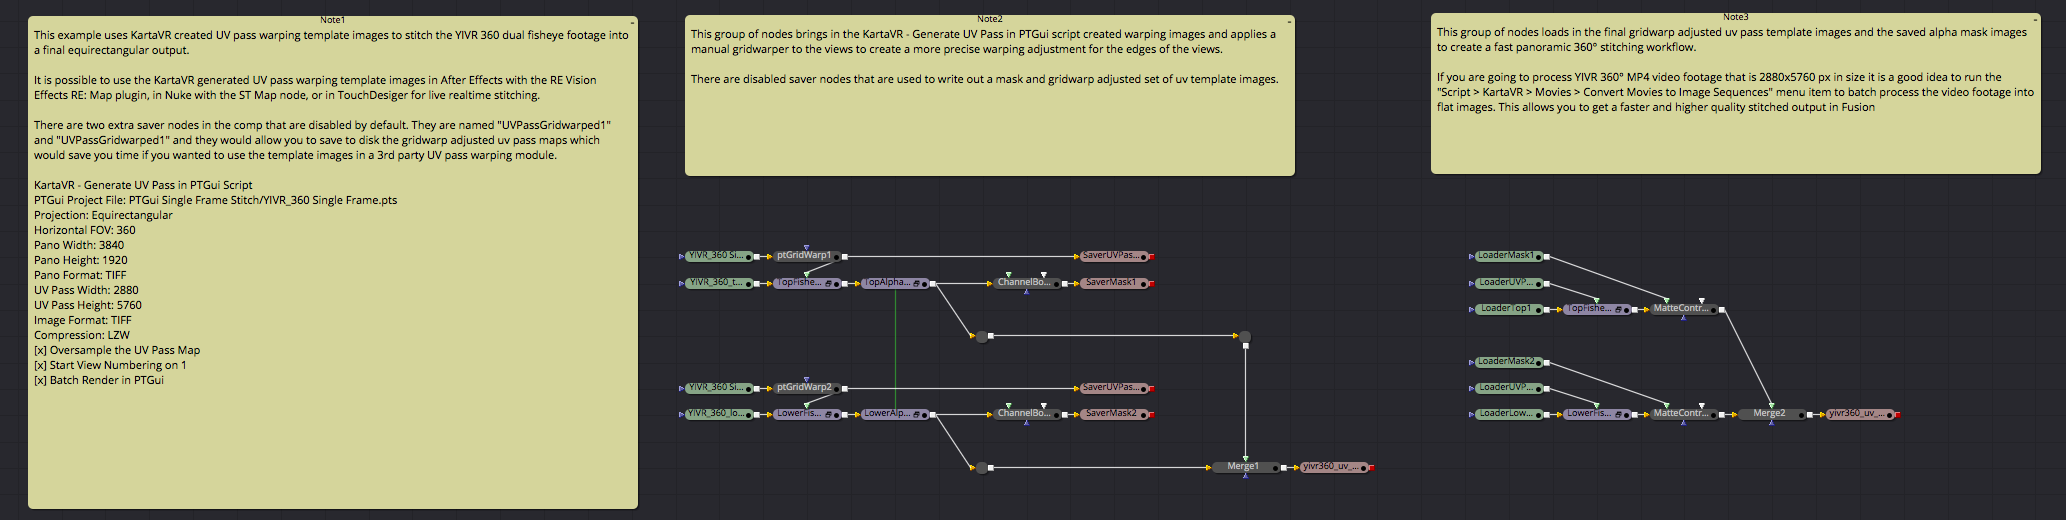 Note1
This example uses KartaVR created UV pass warping template images to stitch the YIVR 360 dual fisheye footage into
a final equirectangular output.
It is possible to use the KartaVR generated UV pass warping template images in After Effects with the RE Vision
Effects RE: Map plugin, in Nuke with the ST Map node, or in TouchDesiger for live realtime stitching.
There are two extra saver nodes in the comp that are disabled by default. They are named "UVPassGridwarped1"
and "UVPassGridwarped1" and they would allow you to save to disk the gridwarp adjusted uv pass maps which
would save you time if you wanted to use the template images in a 3rd party UV pass warping module.
KartaVR - Generate UV Pass in PTGui Script
PTGui Project File: PTGui Single Frame Stitch/YIVR_360 Single Frame.pts
Projection: Equirectangular
Horizontal FOV: 360
Pano Width: 3840
Pano Height: 1920
Pano Format: TIFF
UV Pass Width: 2880
UV Pass Height: 5760
Image Format: TIFF
Compression: LZW
[x] Oversample the UV Pass Map
[x] Start View Numbering on 1
[x] Batch Render in PTGui
Note2
This group of nodes brings in the KartaVR - Generate UV Pass in PTGui script created warping images and applies a
manual gridwarper to the views to create a more precise warping adjustment for the edges of the views.
There are disabled saver nodes that are used to write out a mask and gridwarp adjusted set of uv template images.
Note3
This group of nodes loads in the final gridwarp adjusted uv pass template images and the saved alpha mask images
to create a fast panoramic 360° stitching workflow.
If you are going to process YIVR 360° MP4 video footage that is 2880x5760 px in size it is a good idea to run the
"Script > KartaVR > Movies > Convert Movies to Image Sequences" menu item to batch process the video footage into
flat images. This allows you to get a faster and higher quality stitched output in Fusion
YIVR_360 Si... ptGridWarp1 SaverUVPas...
YIVR_360_t... TopFishe... TopAlpha... ChannelBo... SaverMask1
YIVR_360 Si... ptGridWarp2 SaverUVPas...
YIVR_360_lo... LowerFis... LowerAlp... ChannelBo... SaverMask2
Merge1 yivr360_uv_...
LoaderMask1
LoaderUVP...
LoaderTop1 TopFishe... MatteContr...
LoaderMask2
LoaderUVP...
LoaderLow... LowerFis... MatteContr... Merge2 yivr360_uv_...